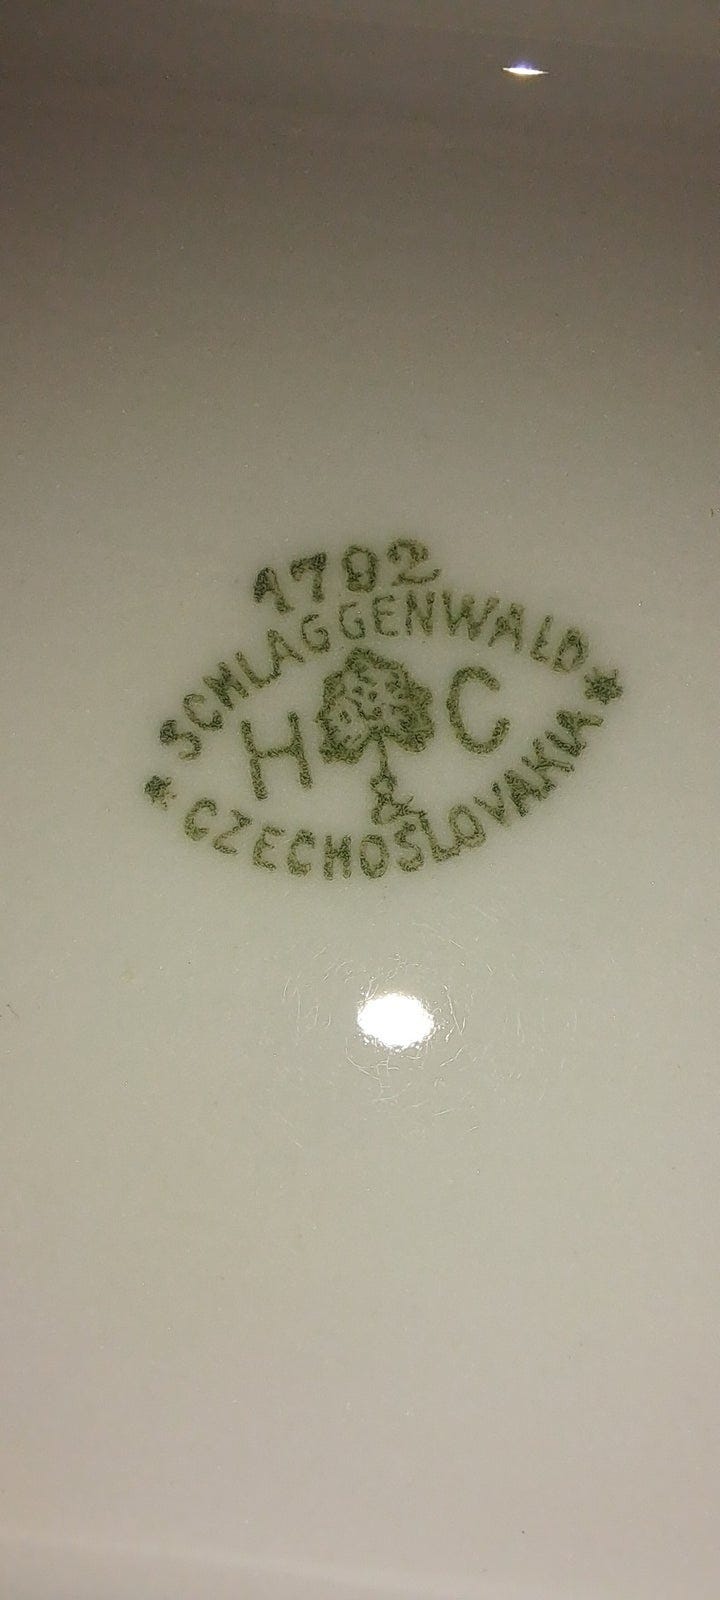 1792
SCHLAGGENWALD
H & C
* CZECHOSLOVAKIA *